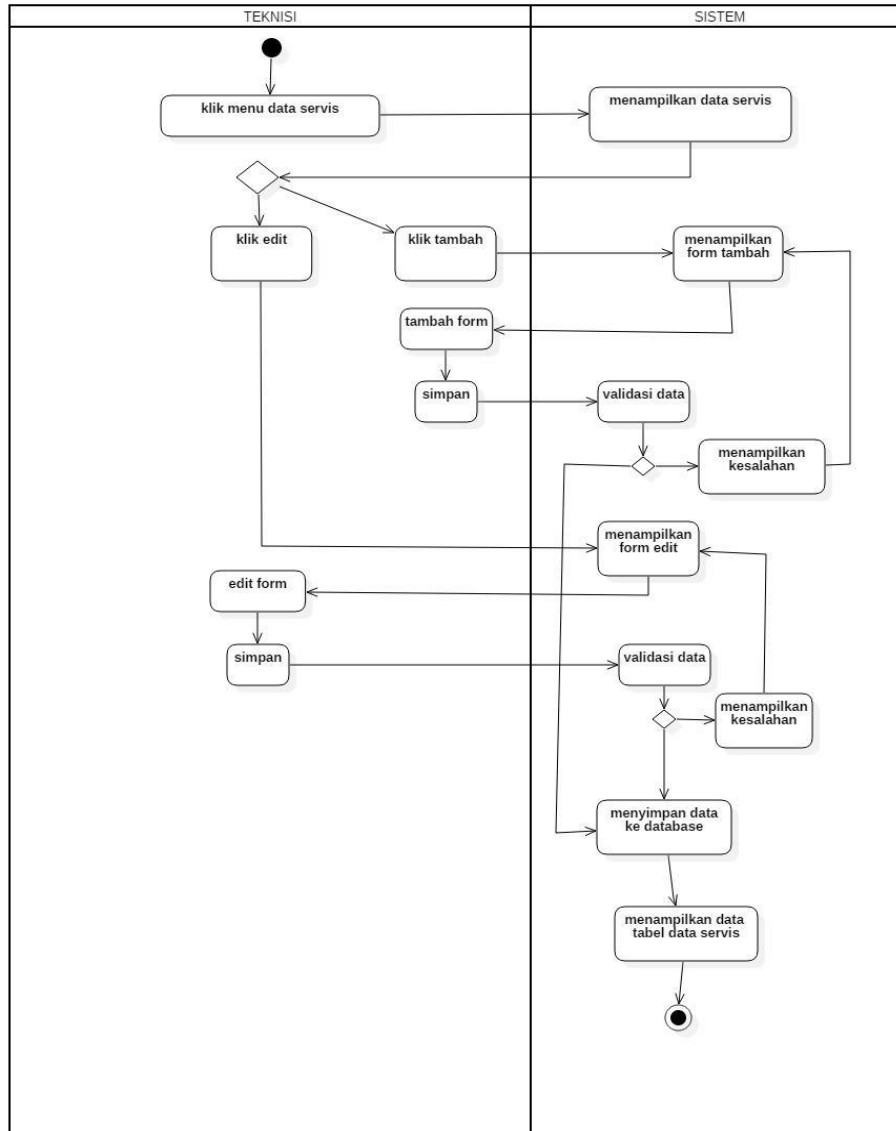 TEKNISI
SISTEM
klik menu data servis
menampilkan data servis
klik edit
klik tambah
menampilkan
form tambah
tambah form
simpan
validasi data
menampilkan
kesalahan
menampilkan
form edit
edit form
simpan
validasi data
menampilkan
kesalahan
menyimpan data
ke database
menampilkan data
tabel data servis